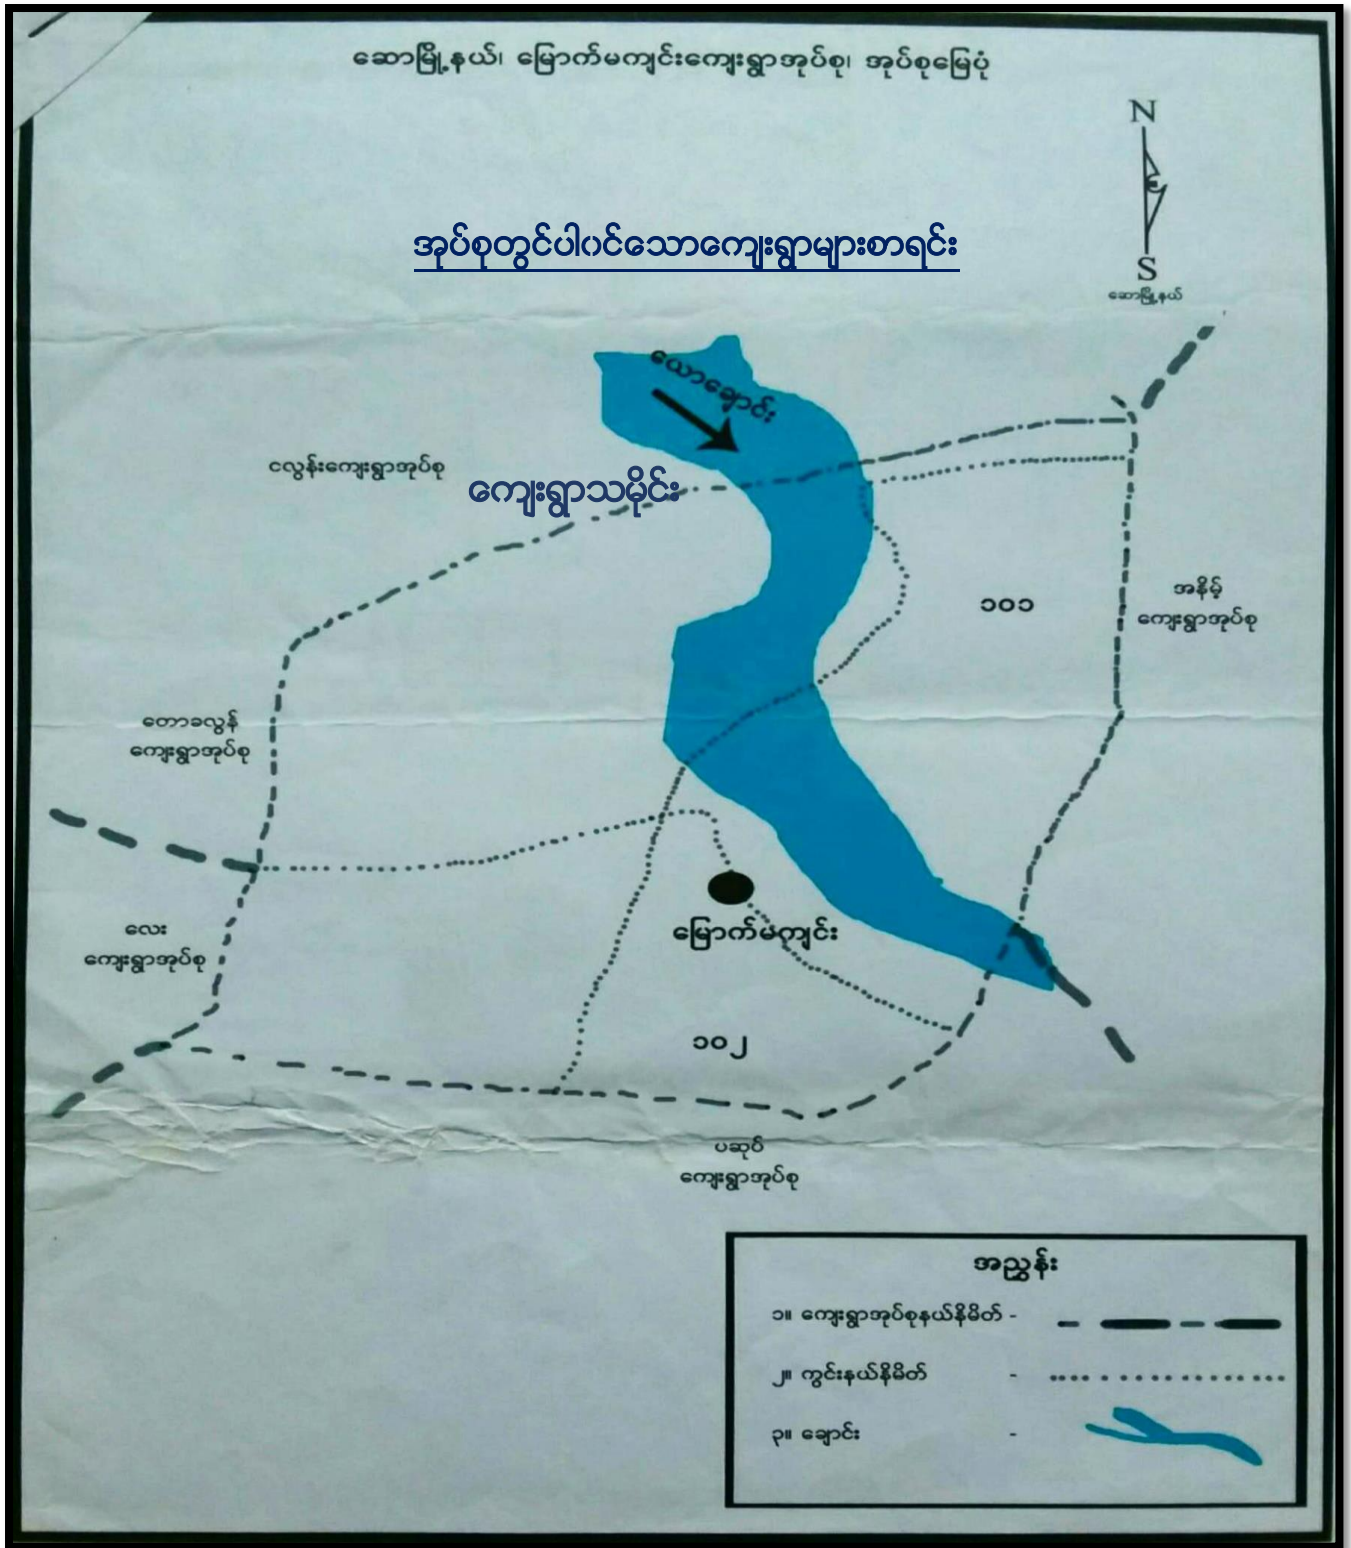 ဆောမြို့နယ်၊ မြောက်မကျင်းကျေးရွာအုပ်စု၊ အုပ်စုမြေပုံ
N
အုပ်စုတွင်ပါဝင်သောကျေးရွာများစာရင်း
S
ဆောမြို့နယ်
ယောချောင်း
ငလွန်းကျေးရွာအုပ်စု
ကျေးရွာသမိုင်း
၁၀၁
အနိမ့်
ကျေးရွာအုပ်စု
တောခလွန်
ကျေးရွာအုပ်စု
လေး
ကျေးရွာအုပ်စု
မြောက်မကျင်း
၁၀၂
ပဆုပ်
ကျေးရွာအုပ်စု
အညွှန်း
၁။ ကျေးရွာအုပ်စုနယ်နိမိတ် -
၂။ ကွင်းနယ်နိမိတ် -
၃။ ချောင်း -